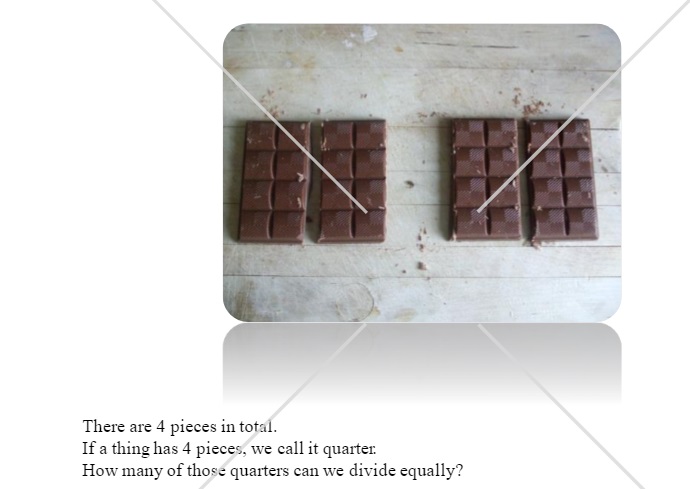 There are 4 pieces in total.
If a thing has 4 pieces, we call it quarter.
How many of those quarters can we divide equally?